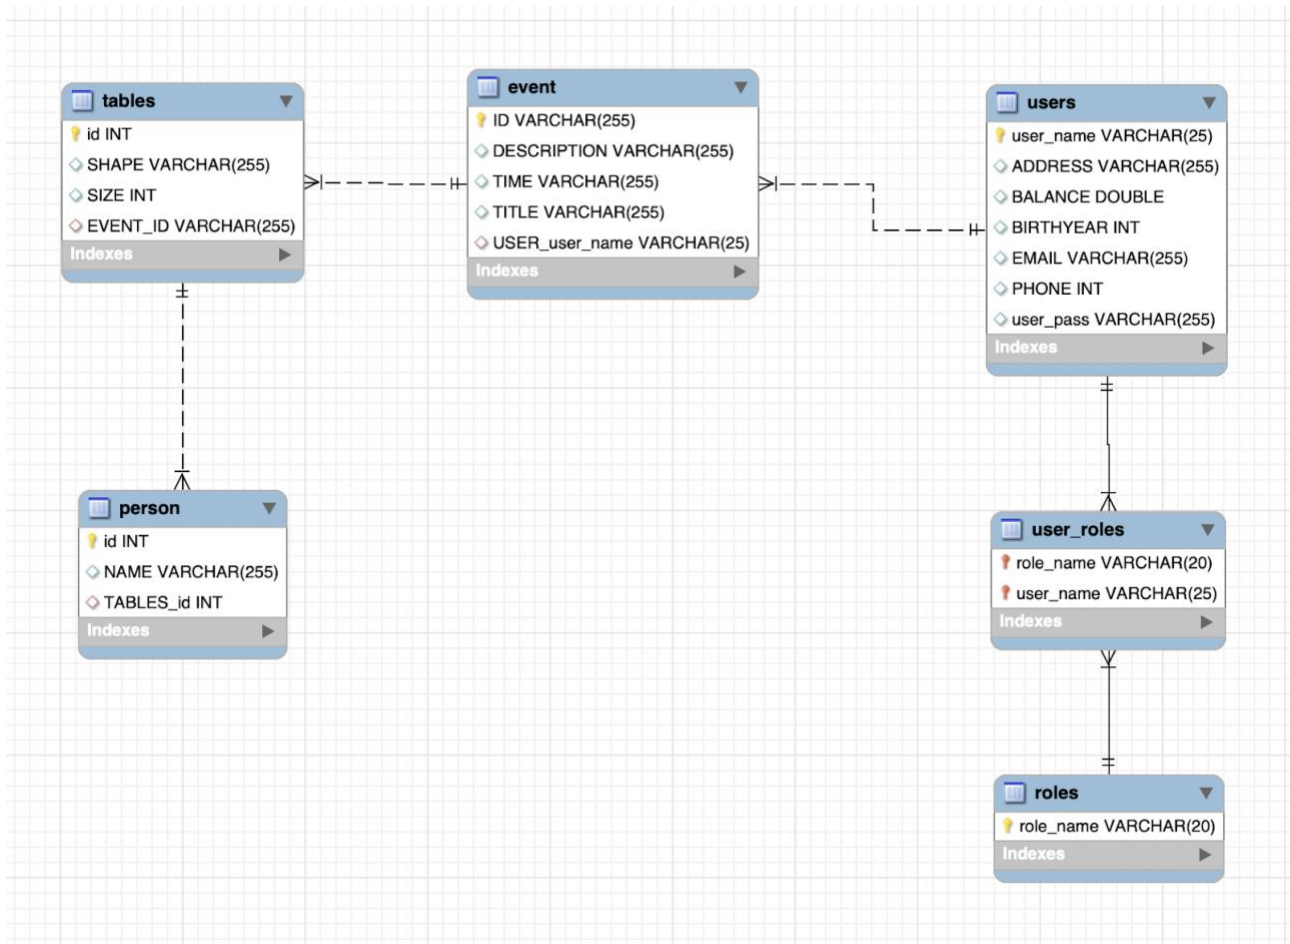 tables
id INT
SHAPE VARCHAR(255)
SIZE INT
EVENT_ID VARCHAR(255)
Indexes
event
ID VARCHAR(255)
DESCRIPTION VARCHAR(255)
TIME VARCHAR(255)
TITLE VARCHAR(255)
USER_user_name VARCHAR(25)
Indexes
users
user_name VARCHAR(25)
ADDRESS VARCHAR(255)
BALANCE DOUBLE
BIRTHYEAR INT
EMAIL VARCHAR(255)
PHONE INT
user_pass VARCHAR(255)
Indexes
person
id INT
NAME VARCHAR(255)
TABLES_id INT
Indexes
user_roles
role_name VARCHAR(20)
user_name VARCHAR(25)
Indexes
roles
role_name VARCHAR(20)
Indexes